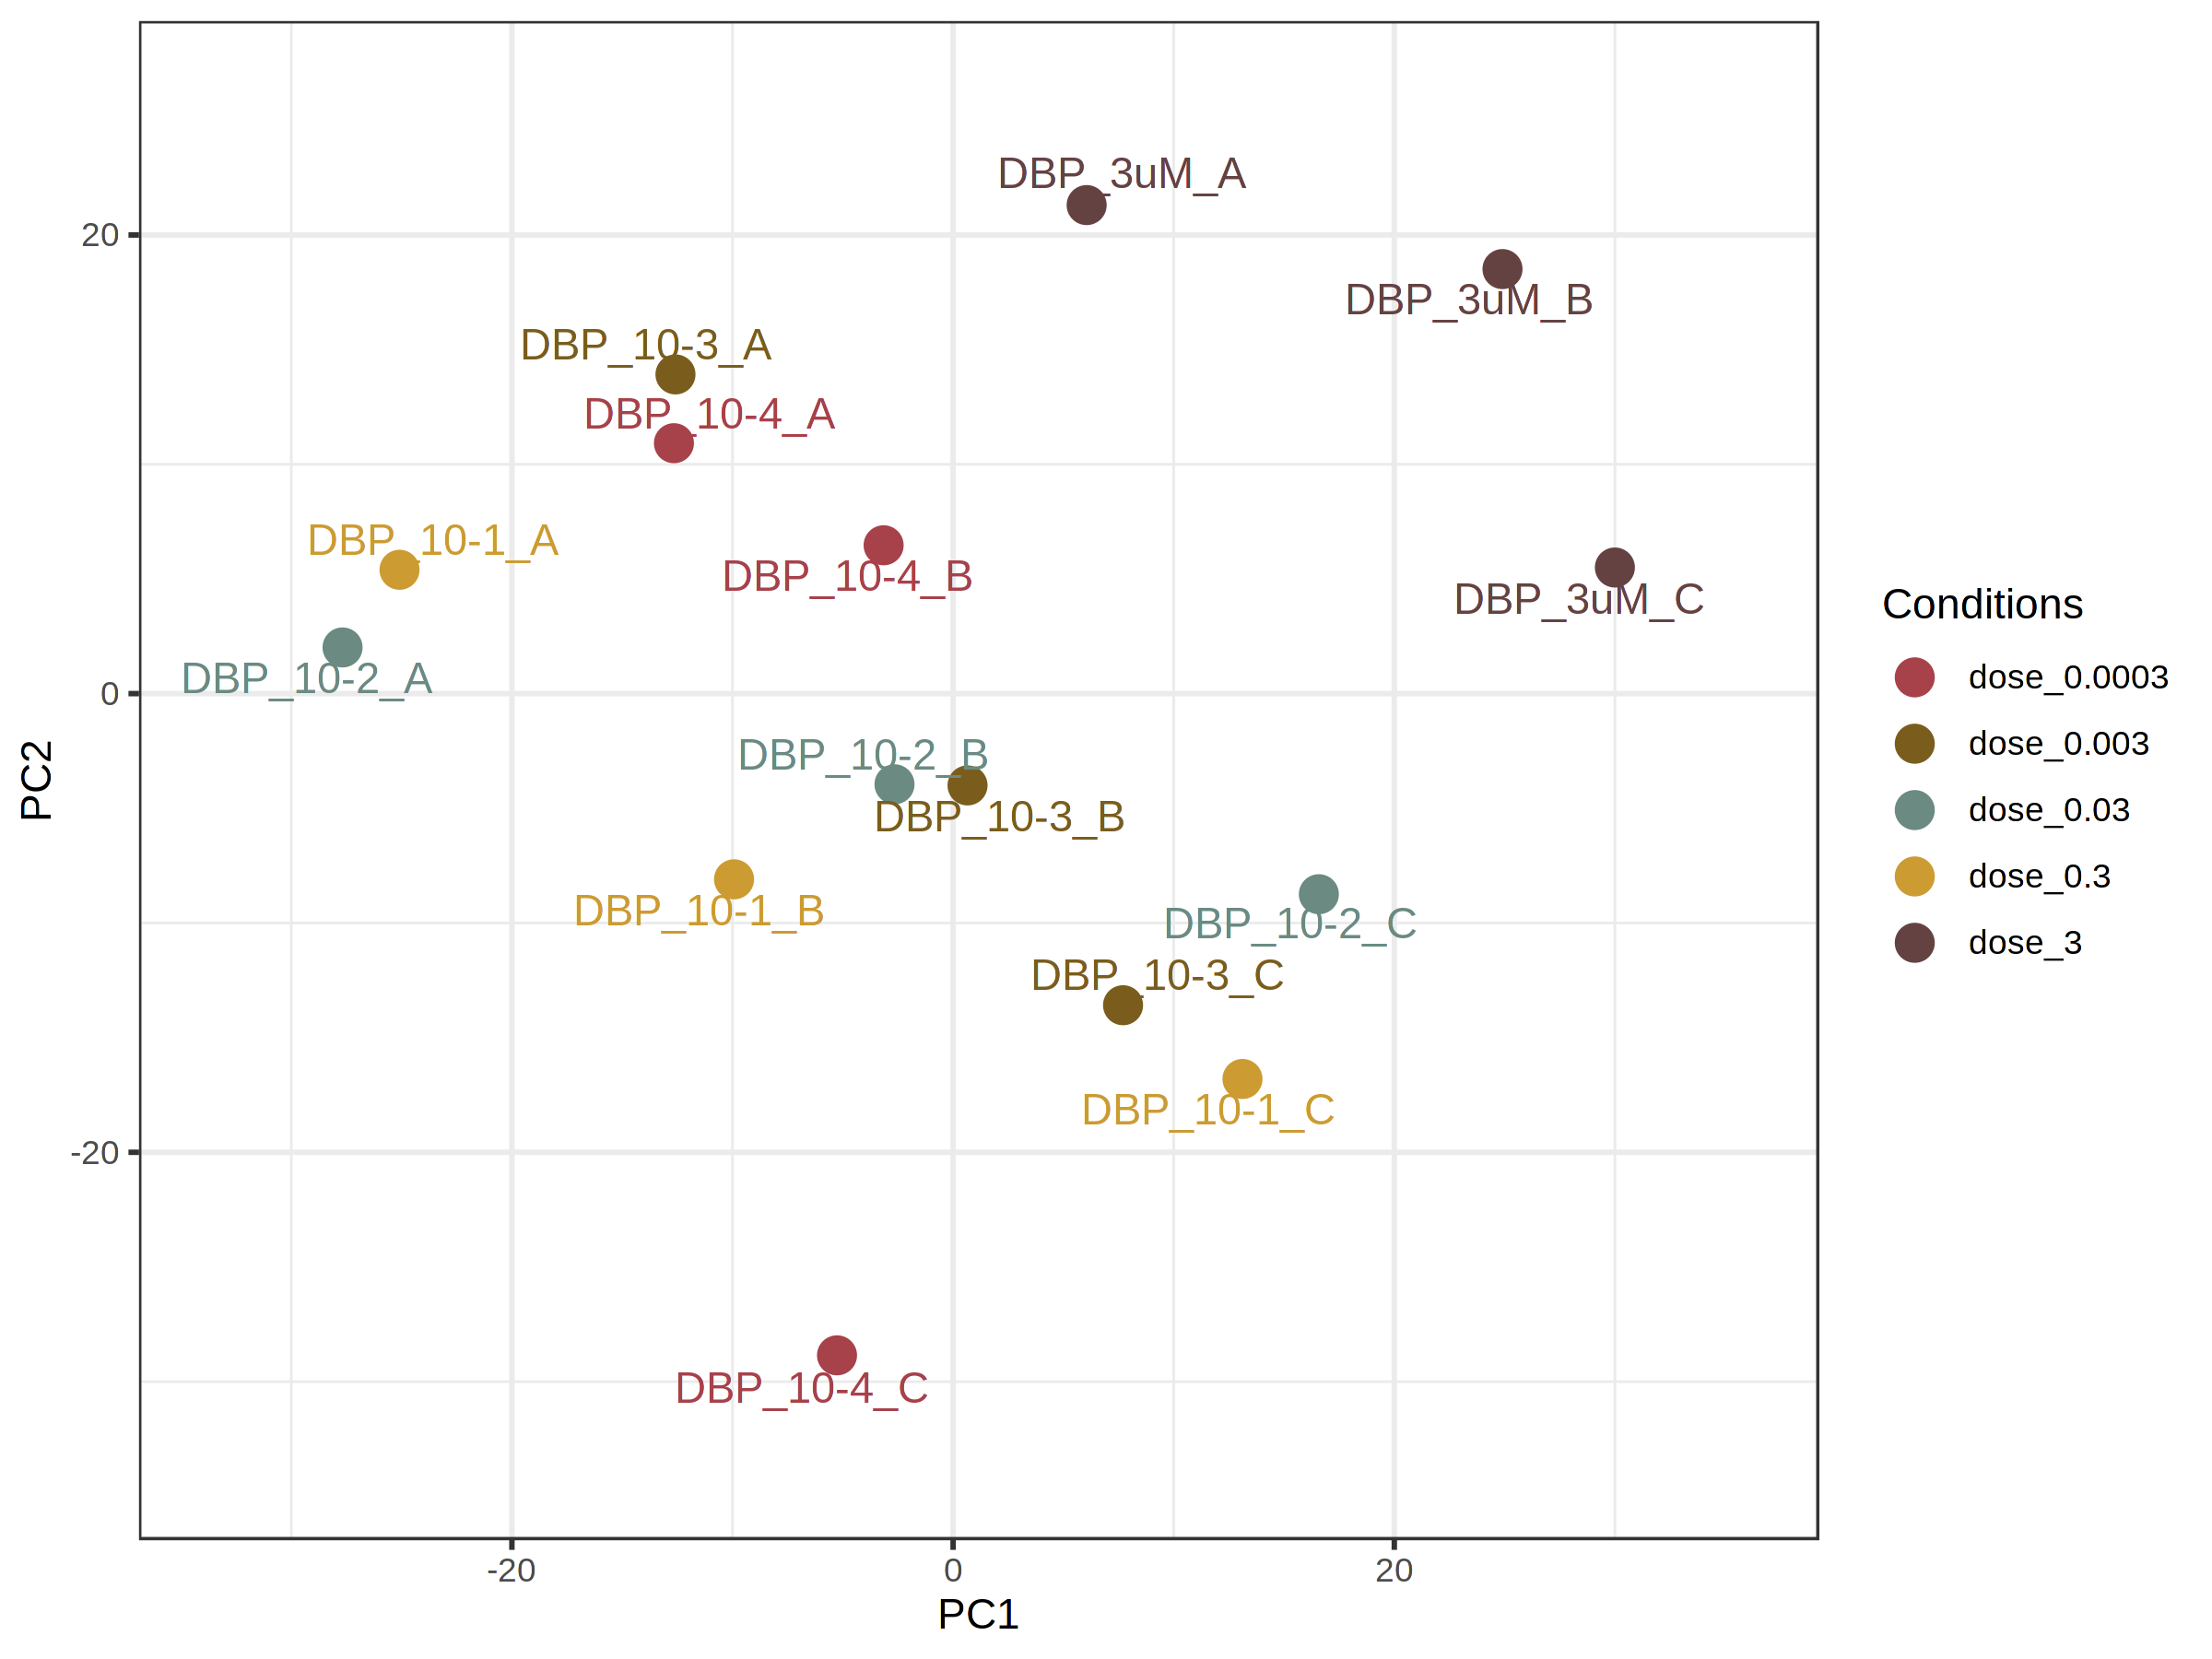 DBP_3uM_A
20
DBP_3uM_B
DBP_10-3_A
DBP_10-4_A
DBP_10-1_A
DBP_10-4_B
DBP_3uM_C
DBP_10-2_A
0
DBP_10-2_B
DBP_10-3_B
DBP_10-1_B
DBP_10-2_C
DBP_10-3_C
DBP_10-1_C
-20
DBP_10-4_C
PC2
-20
0
20
PC1
Conditions
dose_0.0003
dose_0.003
dose_0.03
dose_0.3
dose_3